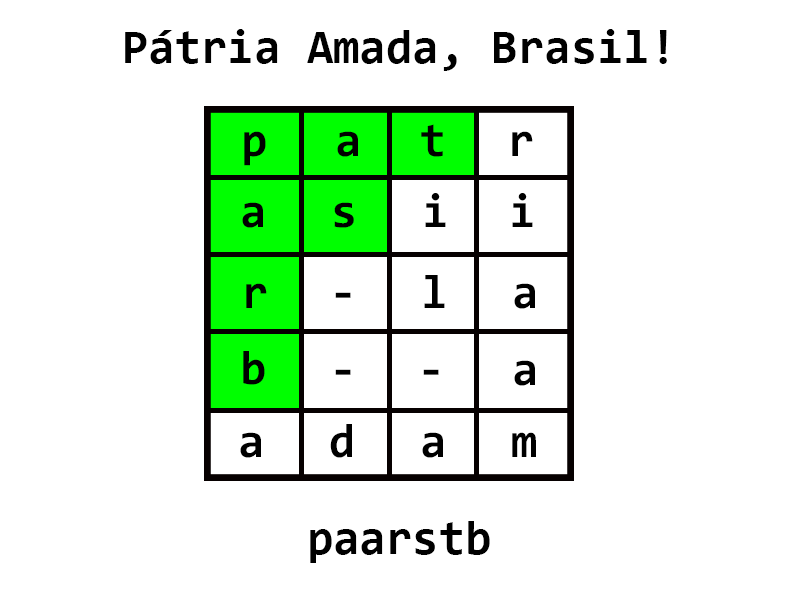 Pátria Amada, Brasil!
p a t r
a s i i
r - l a
b - - a
a d a m
paarstb